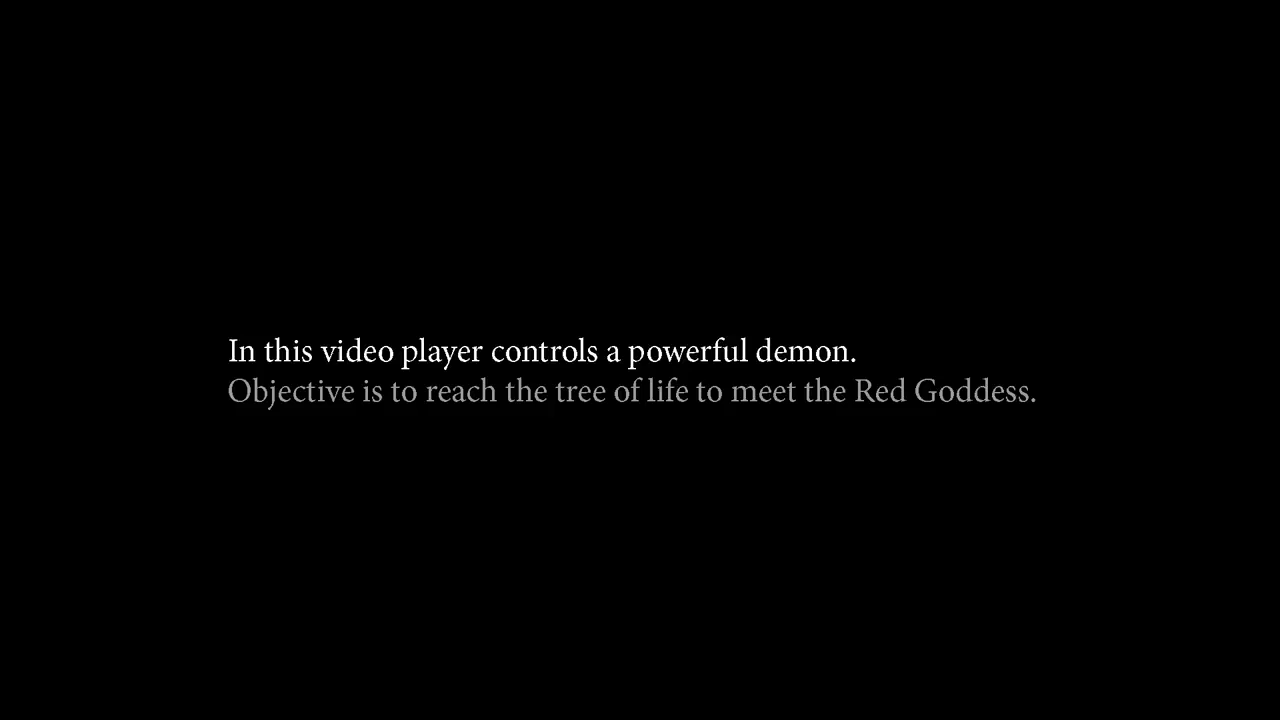 In this video player controls a powerful demon.
Objective is to reach the tree of life to meet the Red Goddess.